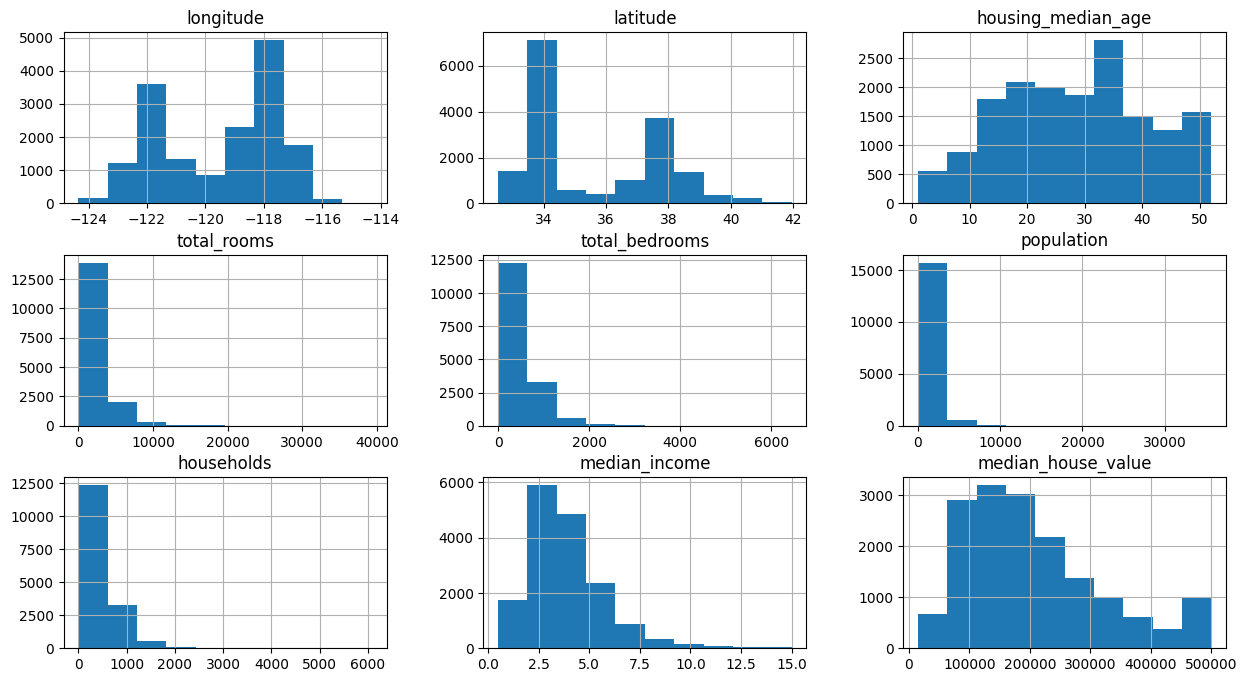 longitude
5000
4000
3000
2000
1000
0
−124 −122 −120 −118 −116 −114
latitude
6000
4000
2000
0
34 36 38 40 42
housing_median_age
2500
2000
1500
1000
500
0
0 10 20 30 40 50
total_rooms
12500
10000
7500
5000
2500
0
0 10000 20000 30000 40000
total_bedrooms
12500
10000
7500
5000
2500
0
0 2000 4000 6000
population
15000
10000
5000
0
0 10000 20000 30000
households
12500
10000
7500
5000
2500
0
0 1000 2000 3000 4000 5000 6000
median_income
6000
4000
2000
0
0.0 2.5 5.0 7.5 10.0 12.5 15.0
median_house_value
3000
2000
1000
0
0 100000 200000 300000 400000 500000